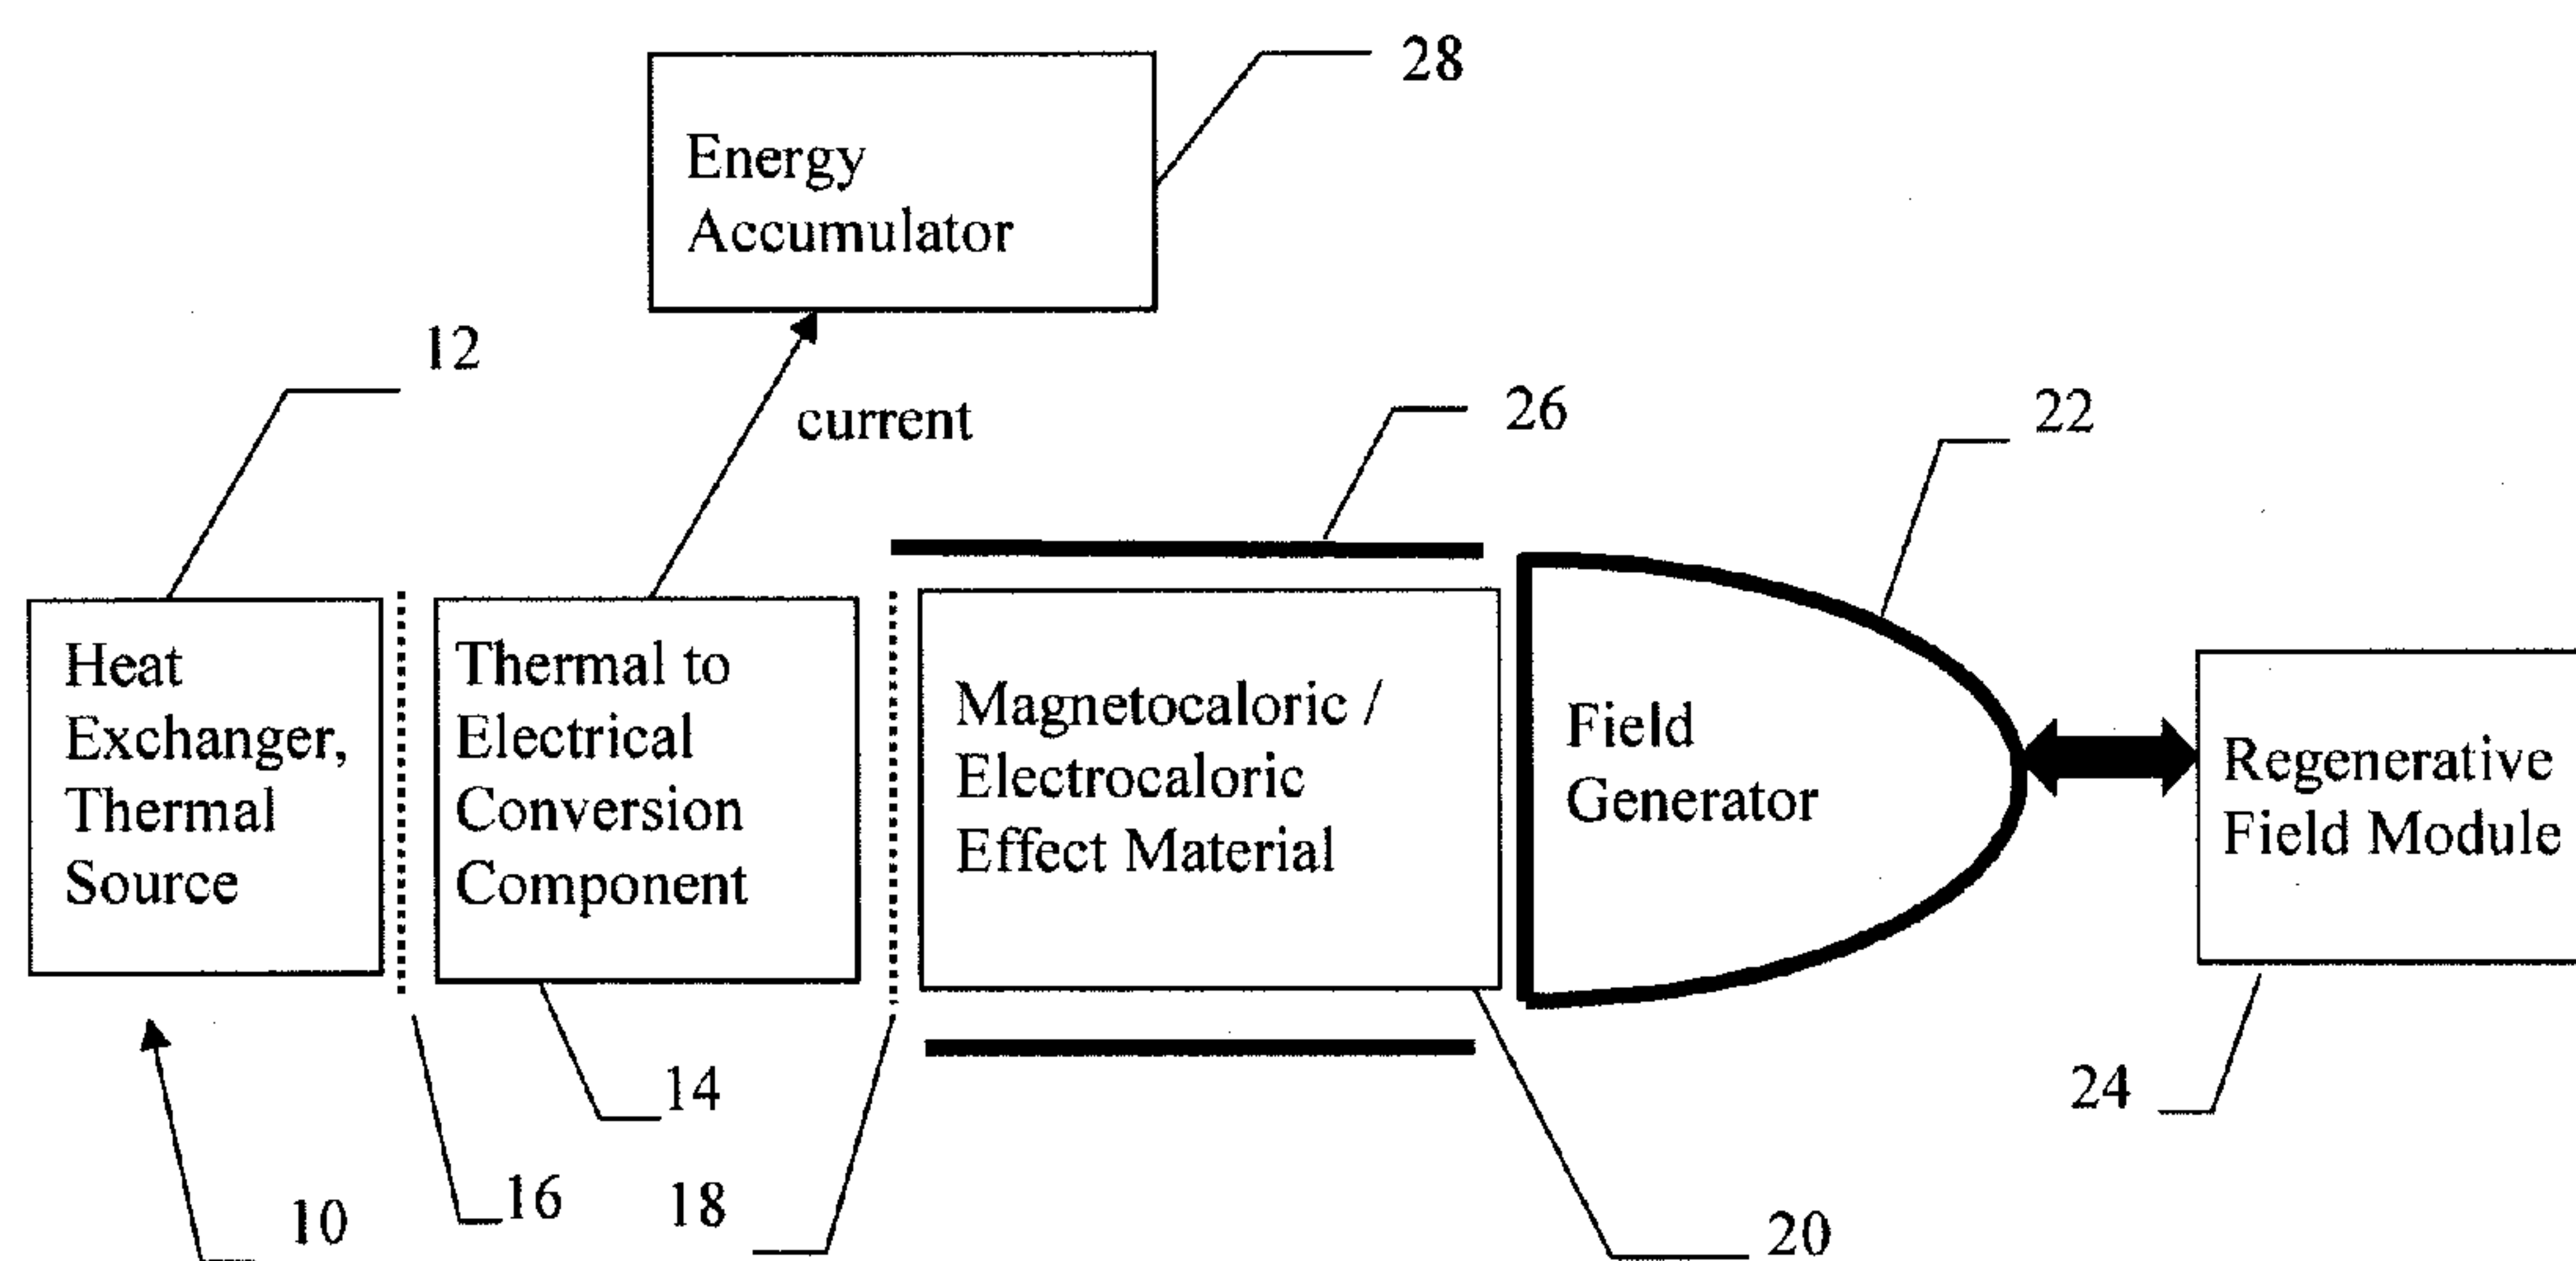 28
Energy
Accumulator
12
current
26
22
Heat
Exchanger,
Thermal
Source
Thermal to
Electrical
Conversion
Component
Magnetocaloric /
Electrocaloric
Effect Material
Field
Generator
Regenerative
Field Module
14
24
16
18
10
20